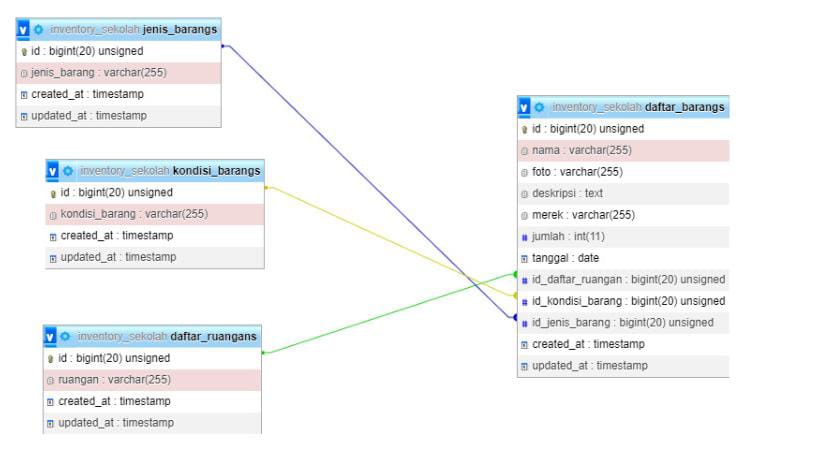 inventory_sekolah jenis_barangs
id : bigint(20) unsigned
jenis_barang : varchar(255)
created_at : timestamp
updated_at : timestamp
inventory_sekolah kondisi_barangs
id : bigint(20) unsigned
kondisi_barang : varchar(255)
created_at : timestamp
updated_at : timestamp
inventory_sekolah daftar_ruangans
id : bigint(20) unsigned
ruangan : varchar(255)
created_at : timestamp
updated_at : timestamp
inventory_sekolah daftar_barangs
id : bigint(20) unsigned
nama : varchar(255)
foto : varchar(255)
deskripsi : text
merek : varchar(255)
jumlah : int(11)
tanggal : date
id_daftar_ruangan : bigint(20) unsigned
id_kondisi_barang : bigint(20) unsigned
id_jenis_barang : bigint(20) unsigned
created_at : timestamp
updated_at : timestamp